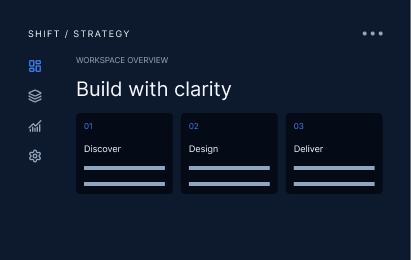 SHIFT / STRATEGY
WORKSPACE OVERVIEW
Build with clarity
01
Discover
02
Design
03
Deliver